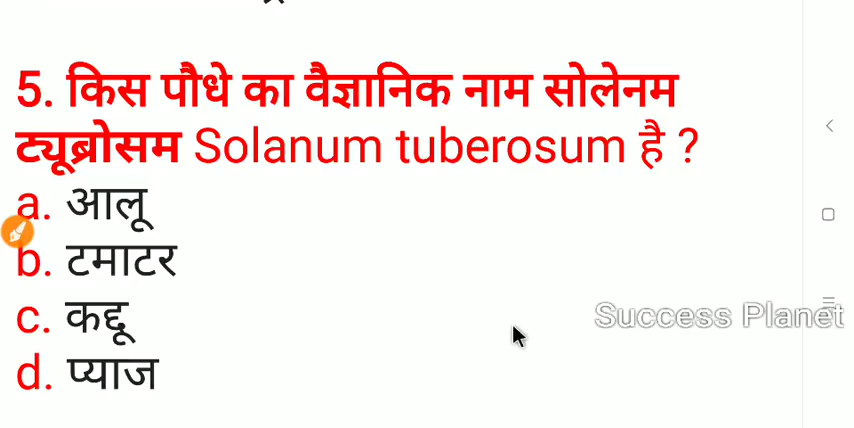 5. किस पौधे का वैज्ञानिक नाम सोलेनम
ट्यूब्रोसम Solanum tuberosum है ?
a. आलू
b. टमाटर
c. कद्दू
Success Planet
d. प्याज